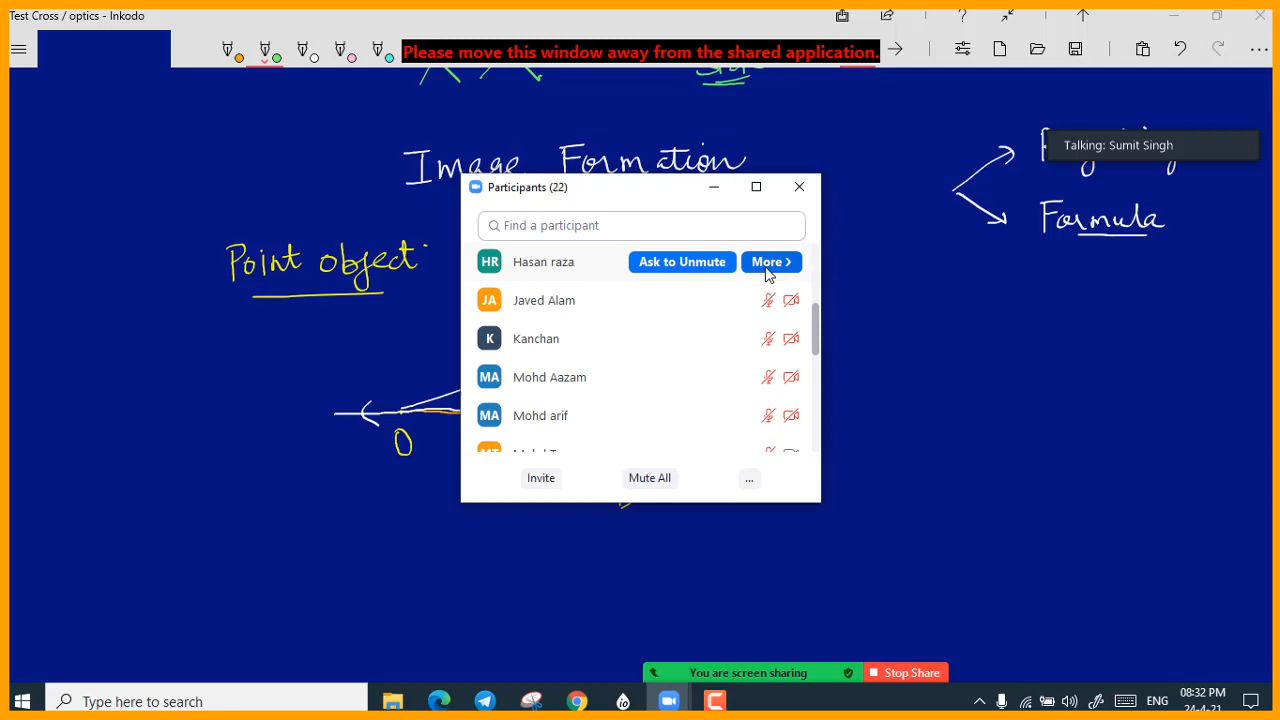 Test Cross / optics - Inkodo
Please move this window away from the shared application.
Image Formation
Talking: Sumit Singh
Formula
Point object
O
Participants (22)
Find a participant
HR Hasan raza Ask to Unmute More >
JA Javed Alam
K Kanchan
MA Mohd Aazam
MA Mohd arif
Invite Mute All ...
You are screen sharing Stop Share
Type here to search
ENG 08:32 PM
24-4-21